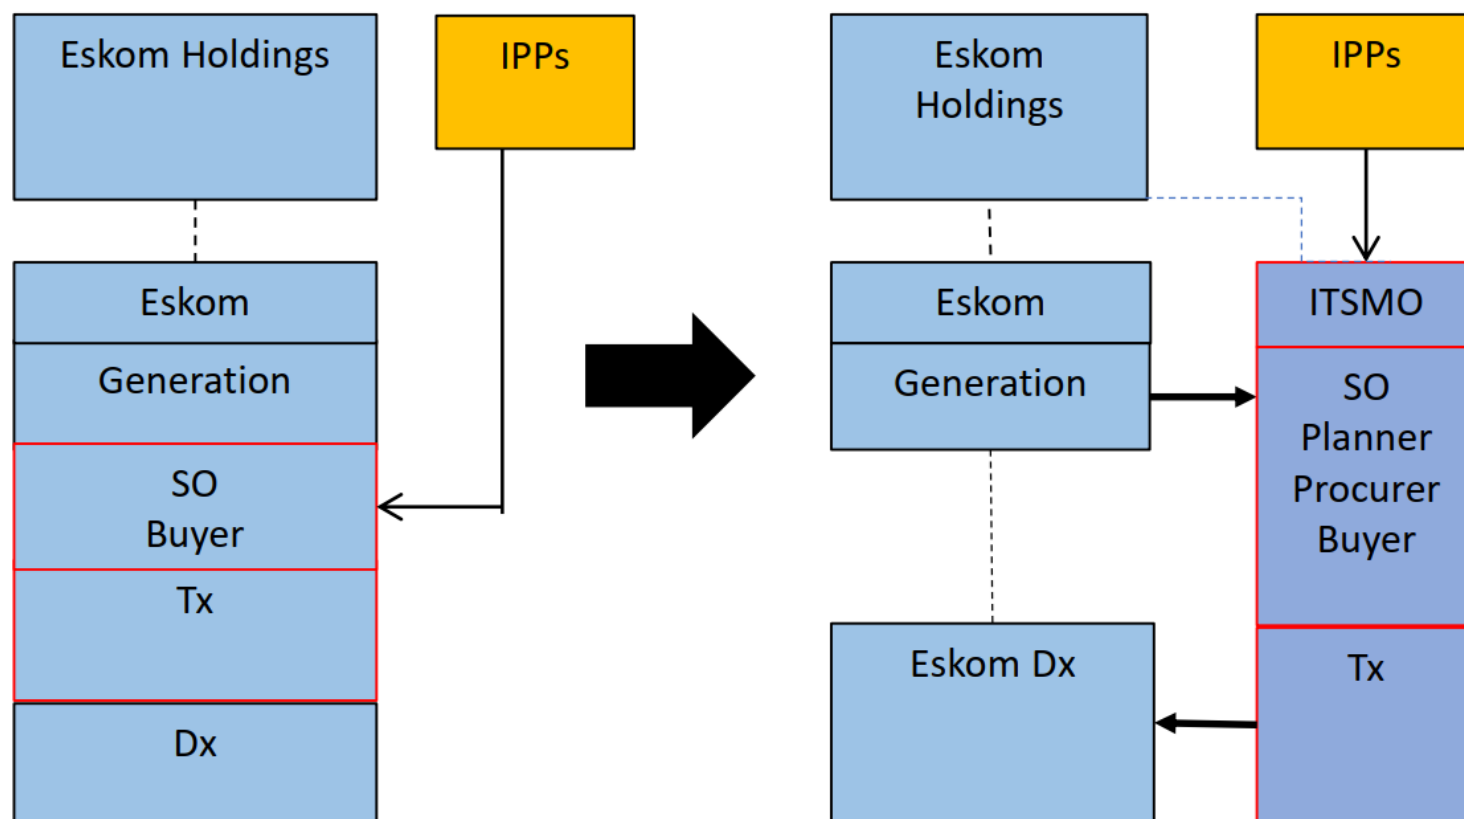 Eskom Holdings
IPPs
Eskom
Generation
SO
Buyer
Tx
Dx
Eskom
Holdings
IPPs
Eskom
Generation
Eskom Dx
ITSMO
SO
Planner
Procurer
Buyer
Tx